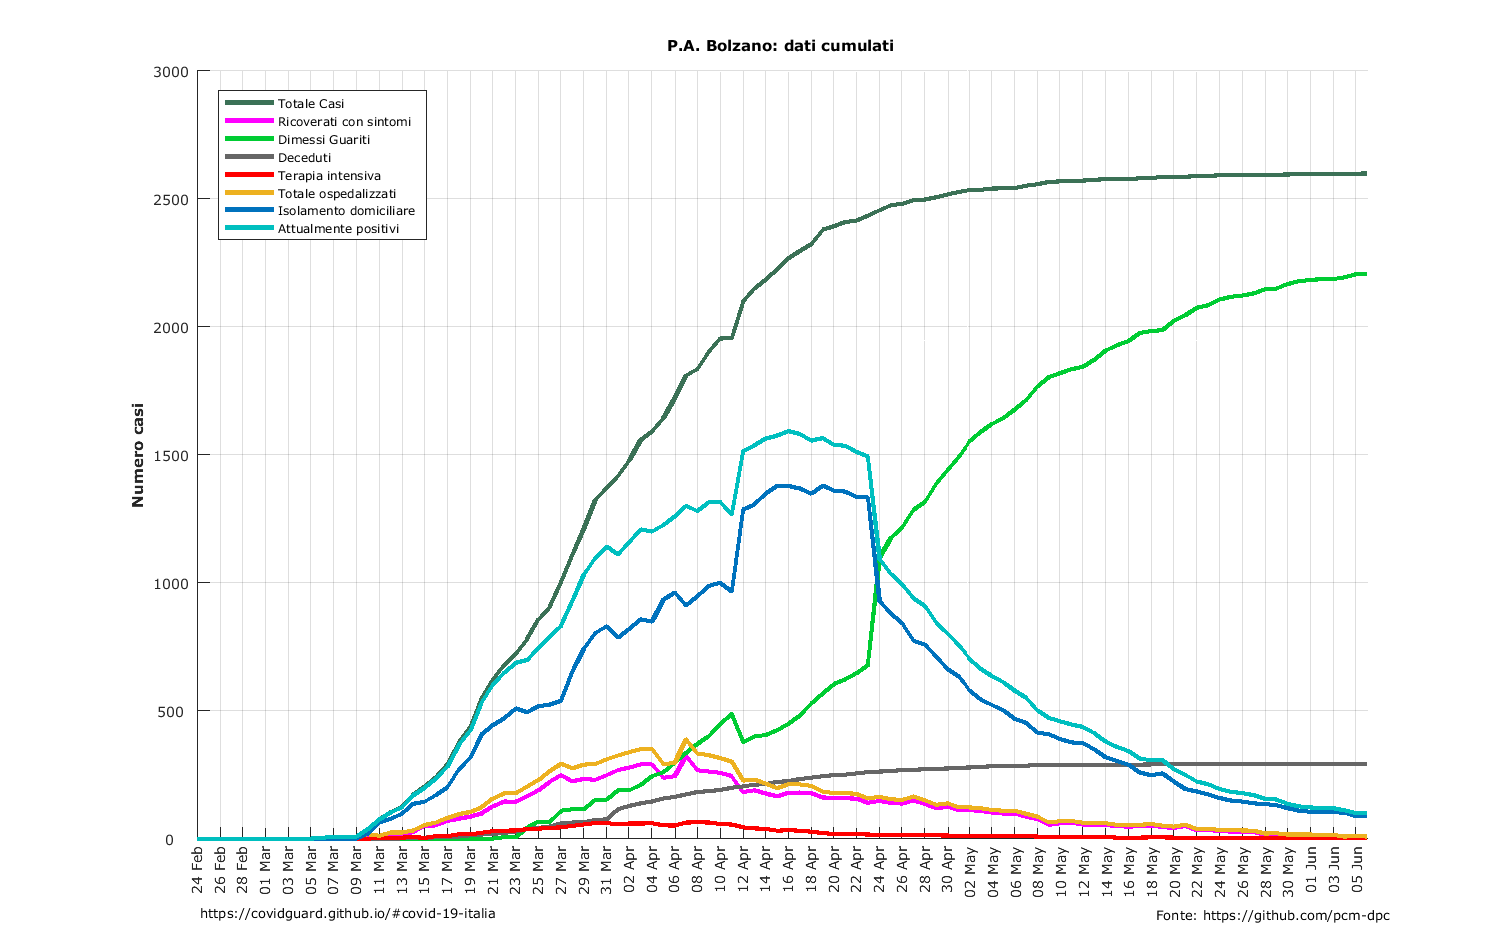 P.A. Bolzano: dati cumulati
3000
2500
2000
1500
1000
500
0
Numero casi
Totale Casi
Ricoverati con sintomi
Dimessi Guariti
Deceduti
Terapia intensiva
Totale ospedalizzati
Isolamento domiciliare
Attualmente positivi
24 Feb
26 Feb
28 Feb
01 Mar
03 Mar
05 Mar
07 Mar
09 Mar
11 Mar
13 Mar
15 Mar
17 Mar
19 Mar
21 Mar
23 Mar
25 Mar
27 Mar
29 Mar
31 Mar
02 Apr
04 Apr
06 Apr
08 Apr
10 Apr
12 Apr
14 Apr
16 Apr
18 Apr
20 Apr
22 Apr
24 Apr
26 Apr
28 Apr
30 Apr
02 May
04 May
06 May
08 May
10 May
12 May
14 May
16 May
18 May
20 May
22 May
24 May
26 May
28 May
30 May
01 Jun
03 Jun
05 Jun
https://covidguard.github.io/#covid-19-italia
Fonte: https://github.com/pcm-dpc